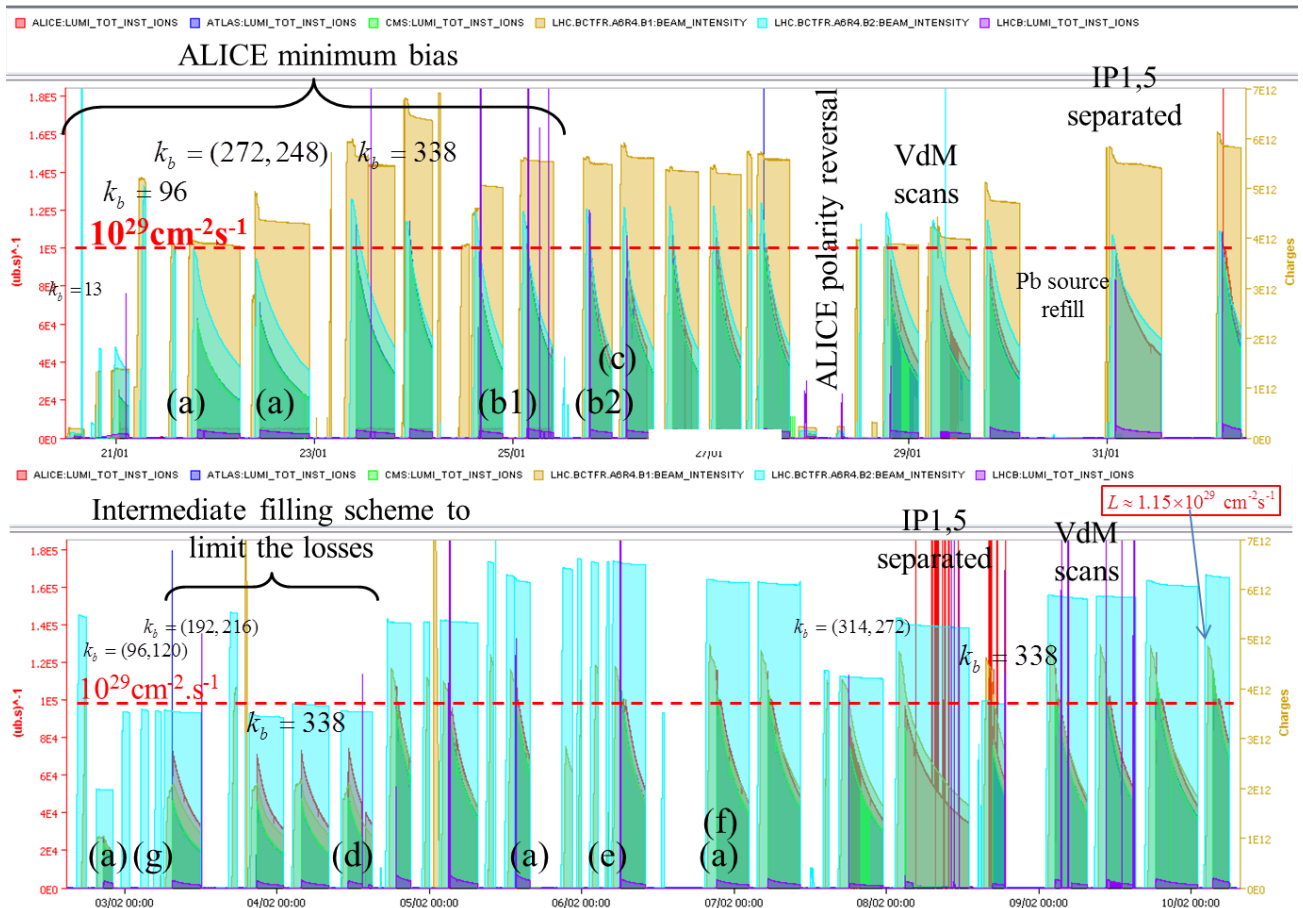 ALICE:LUMI_TOT_INST_IONS ATLAS:LUMI_TOT_INST_IONS CMS:LUMI_TOT_INST_IONS LHC.BCTFR.A6R4.B1:BEAM_INTENSITY LHC.BCTFR.A6R4.B2:BEAM_INTENSITY LHCB:LUMI_TOT_INST_IONS
ALICE minimum bias
IP1,5
separated
VdM
scans
ALICE polarity reversal
k_b = (272,248)
k_b = 338
k_b = 96
10^29cm^-2s^-1
k_b = 13
Pb source
refill
(c)
(a) (a) (b1) (b2)
1.8E5
1.6E5
1.4E5
1.2E5
1E5
8E4
6E4
4E4
2E4
0E0
(ub.s)^-1
7E12
6E12
5E12
4E12
3E12
2E12
1E12
0E0
Charges
21/01 23/01 25/01 27/01 29/01 31/01
ALICE:LUMI_TOT_INST_IONS ATLAS:LUMI_TOT_INST_IONS CMS:LUMI_TOT_INST_IONS LHC.BCTFR.A6R4.B1:BEAM_INTENSITY LHC.BCTFR.A6R4.B2:BEAM_INTENSITY LHCB:LUMI_TOT_INST_IONS
Intermediate filling scheme to
limit the losses
IP1,5
separated
VdM
scans
L ≈ 1.15×10^29 cm^-2s^-1
k_b = (192,216)
k_b = (96,120)
k_b = (314,272)
k_b = 338
10^29cm^-2.s^-1
k_b = 338
(f)
(a) (g) (d) (a) (e) (a)
1.8E5
1.6E5
1.4E5
1.2E5
1E5
8E4
6E4
4E4
2E4
0E0
(ub.s)^-1
7E12
6E12
5E12
4E12
3E12
2E12
1E12
0E0
Charges
03/02 00:00 04/02 00:00 05/02 00:00 06/02 00:00 07/02 00:00 08/02 00:00 09/02 00:00 10/02 00:00